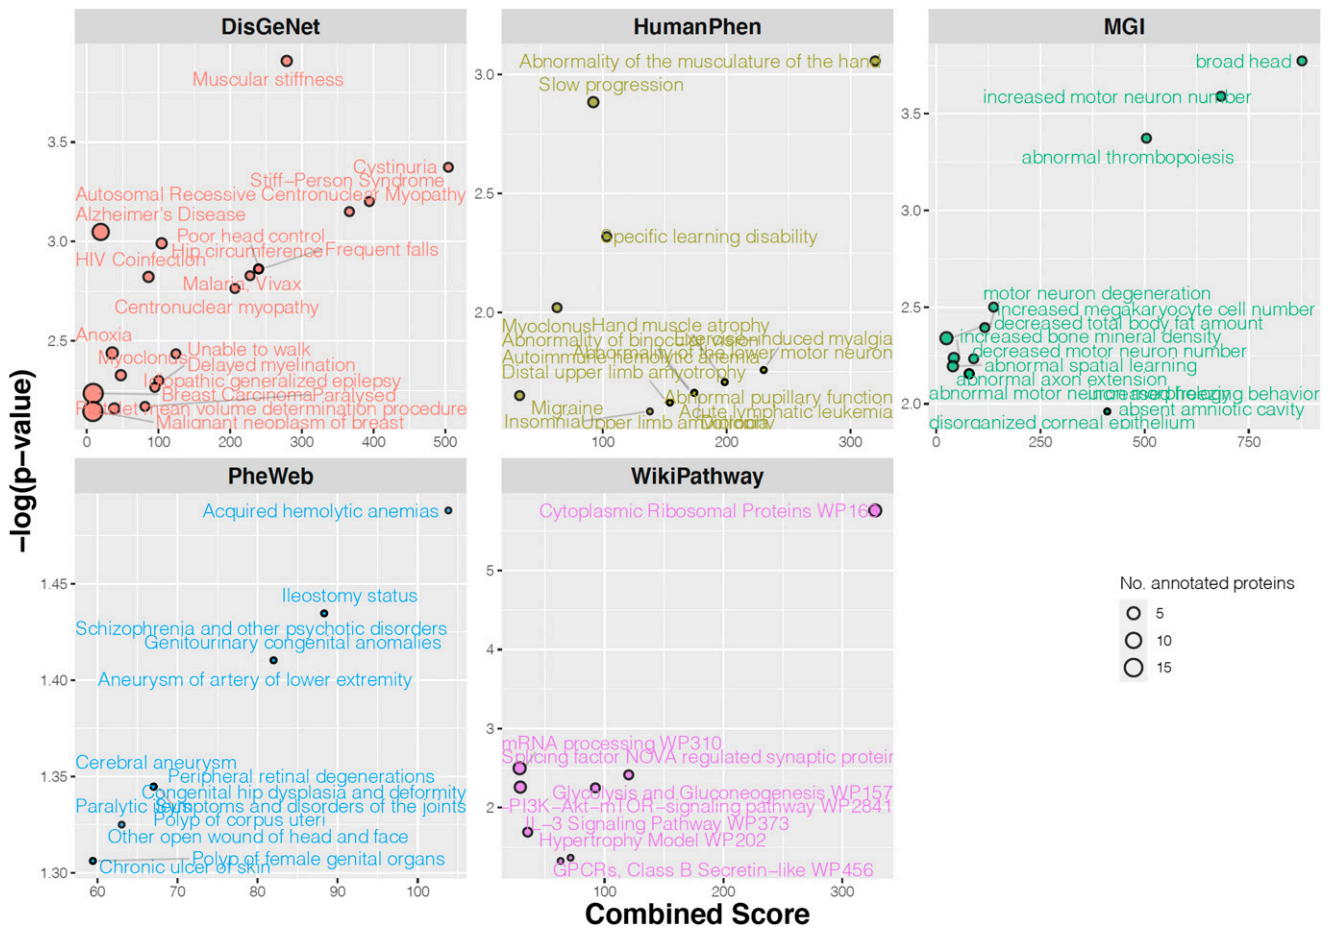 DisGeNet
HumanPhen
MGI
Muscular stiffness
Cystinuria
Stiff-Person Syndrome
Autosomal Recessive Centronuclear Myopathy
Alzheimer's Disease
Poor head control
Hip circumference
Frequent falls
HIV Coinfection
Malaria, Vivax
Centronuclear myopathy
Anoxia
Unable to walk
Myoclonus
Delayed myelination
Idiopathic generalized epilepsy
Breast Carcinoma
Paralysed
Platelet mean volume determination procedure
Malignant neoplasm of breast
3.5
3.0
2.5
0
100
200
300
400
500
Abnormality of the musculature of the hand
Slow progression
Specific learning disability
Myoclonus
Hand muscle atrophy
Abnormality of binocular vision
Exercise-induced myalgia
Autoimmune hemolytic anemia
Abnormality of the lower motor neuron
Distal upper limb amyotrophy
Abnormal pupillary function
Migraine
Acute lymphatic leukemia
Insomnia
Upper limb amyotrophy
3.0
2.5
2.0
100
200
300
broad head
increased motor neuron number
abnormal thrombopoiesis
motor neuron degeneration
increased megakaryocyte cell number
decreased total body fat amount
increased bone mineral density
decreased motor neuron number
abnormal spatial learning
abnormal axon extension
abnormal motor neuron morphology
increased freezing behavior
absent amniotic cavity
disorganized corneal epithelium
3.5
3.0
2.5
2.0
0
250
500
750
PheWeb
WikiPathway
Acquired hemolytic anemias
Ileostomy status
Schizophrenia and other psychotic disorders
Genitourinary congenital anomalies
Aneurysm of artery of lower extremity
Cerebral aneurysm
Peripheral retinal degenerations
Congenital hip dysplasia and deformity
Paralytic ileus
Symptoms and disorders of the joints
Polyp of corpus uteri
Other open wound of head and face
Polyp of female genital organs
Chronic ulcer of skin
1.45
1.40
1.35
1.30
60
70
80
90
100
Cytoplasmic Ribosomal Proteins
mRNA processing WP310
Splicing factor NOVA regulated synaptic protein
Glycolysis and Gluconeogenesis WP157
-PI3K-Akt-mTOR-signaling pathway WP2841
IL-3 Signaling Pathway WP373
Hypertrophy Model WP202
GPCRs, Class B Secretin-like WP456
5
4
3
2
100
200
300
No. annotated proteins
5
10
15
-log(p-value)
Combined Score